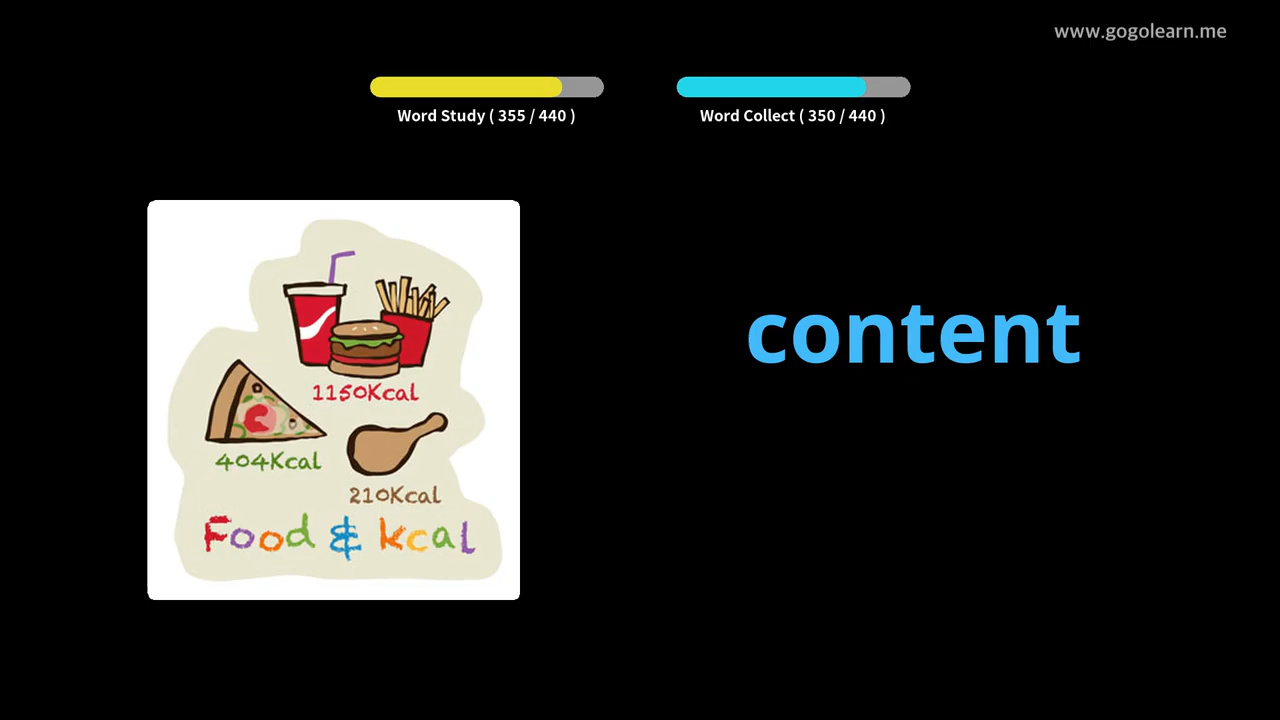 www.gogolearn.me
Word Study ( 355 / 440 )
Word Collect ( 350 / 440 )
content
1150Kcal
404Kcal
210Kcal
Food & kcal